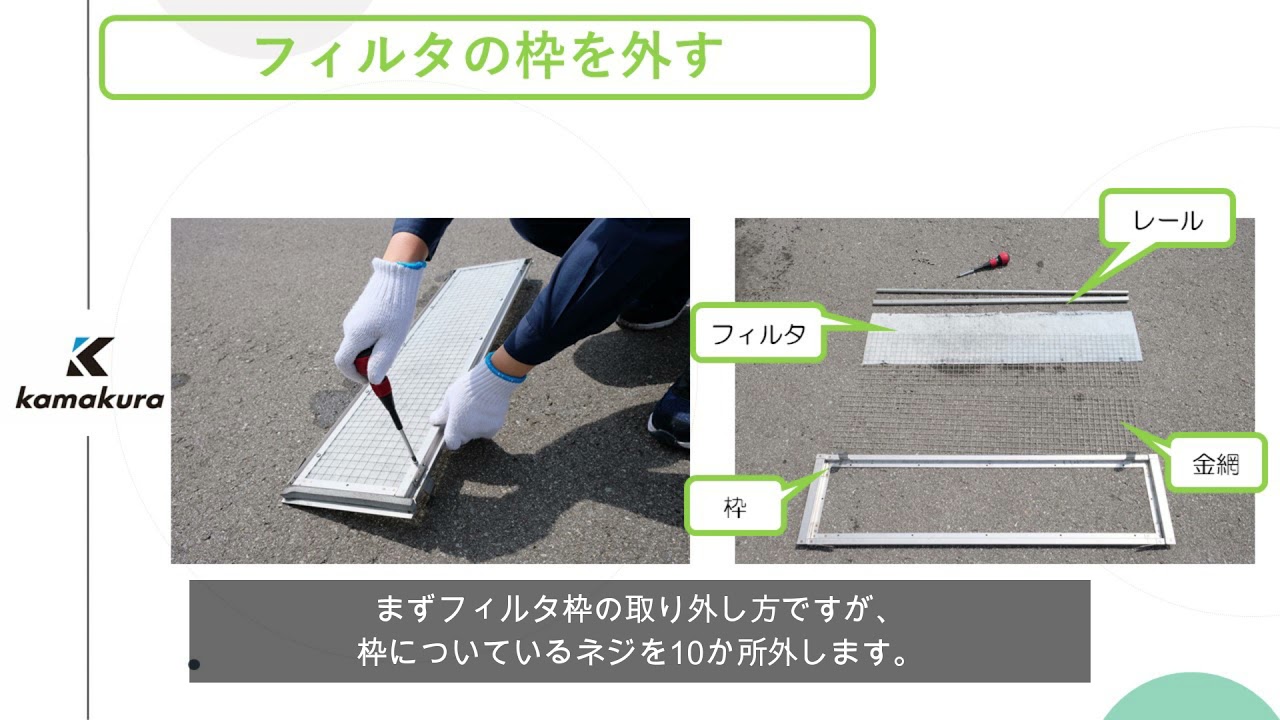 フィルタの枠を外す
レール
フィルタ
金網
枠
kamakura
まずフィルタ枠の取り外し方ですが、
枠についているネジを10か所外します。